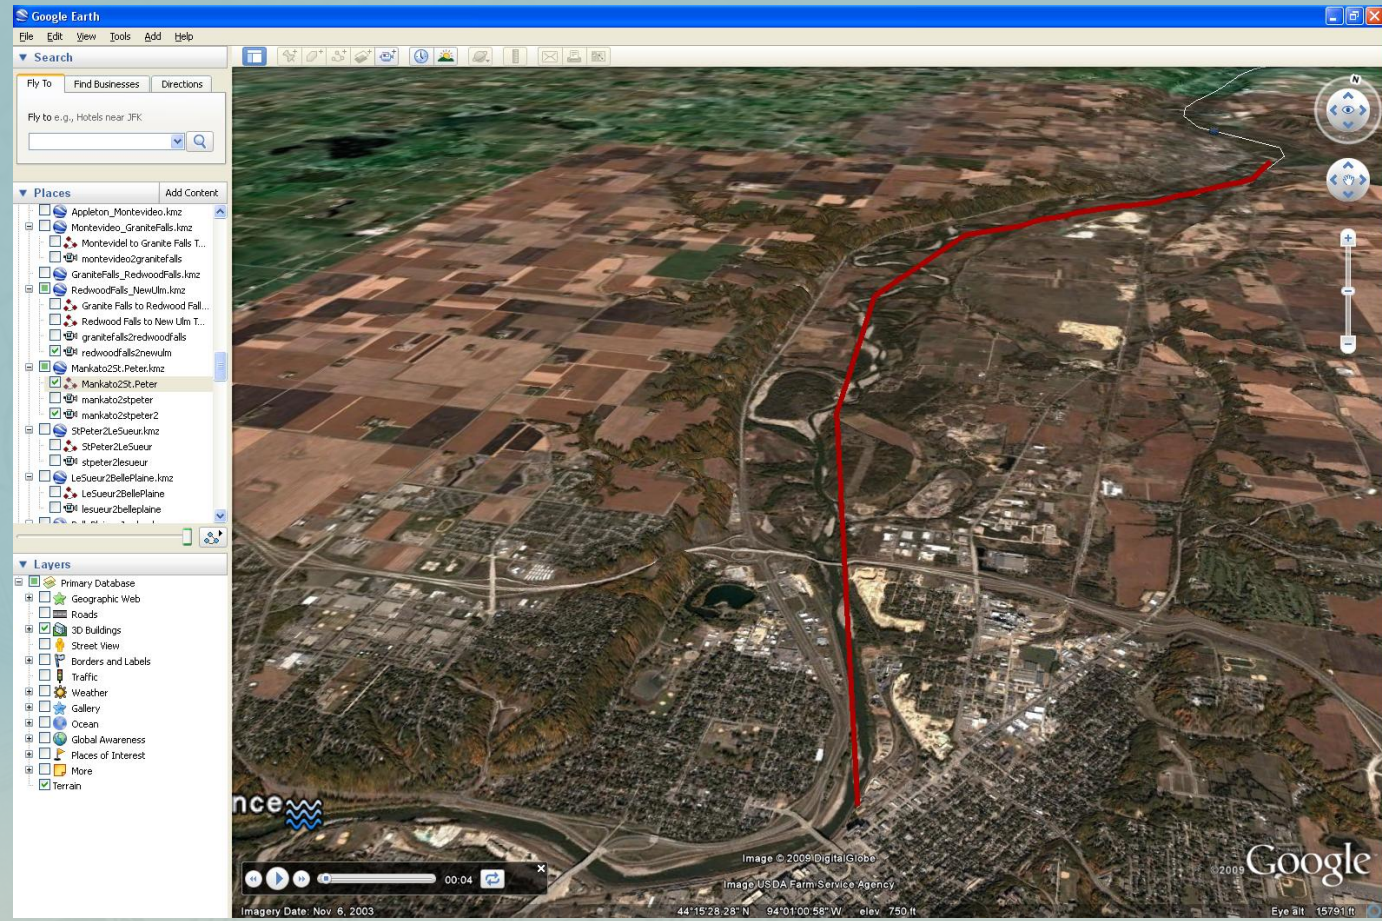 Google Earth
File Edit View Tools Add Help
Search
Fly To Find Businesses Directions
Fly to e.g., Hotels near JFK
Places Add Content
Appleton_Montevideo.kmz
Montevideo_GraniteFalls.kmz
Montevidel to Granite Falls T...
montevideo2granitefalls
GraniteFalls_RedwoodFalls.kmz
RedwoodFalls_NewUlm.kmz
Granite Falls to Redwood Fall...
Redwood Falls to New Ulm T...
granitefalls2redwoodfalls
redwoodfalls2newulm
Mankato2St.Peter.kmz
Mankato2St.Peter
mankato2stpeter
mankato2stpeter2
StPeter2LeSueur.kmz
StPeter2LeSueur
stpeter2lesueur
LeSueur2BellePlaine.kmz
LeSueur2BellePlaine
lesueur2belleplaine
Layers
Primary Database
Geographic Web
Roads
3D Buildings
Street View
Borders and Labels
Traffic
Weather
Gallery
Ocean
Global Awareness
Places of Interest
More
Terrain
N
nce
00:04
Image © 2009 DigitalGlobe
Image USDA Farm Service Agency
©2009 Google
Imagery Date: Nov 6, 2003
44°15'28.28" N 94°01'00.58" W elev 750 ft
Eye alt 15791 ft